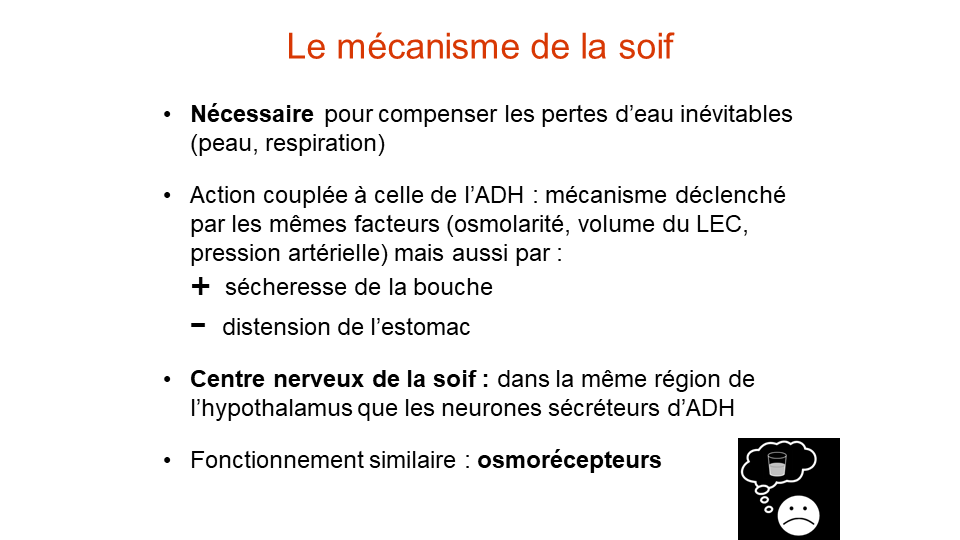 Le mécanisme de la soif
• Nécessaire pour compenser les pertes d’eau inévitables
(peau, respiration)
• Action couplée à celle de l’ADH : mécanisme déclenché
par les mêmes facteurs (osmolarité, volume du LEC,
pression artérielle) mais aussi par :
+ sécheresse de la bouche
- distension de l’estomac
• Centre nerveux de la soif : dans la même région de
l’hypothalamus que les neurones sécréteurs d’ADH
• Fonctionnement similaire : osmorécepteurs